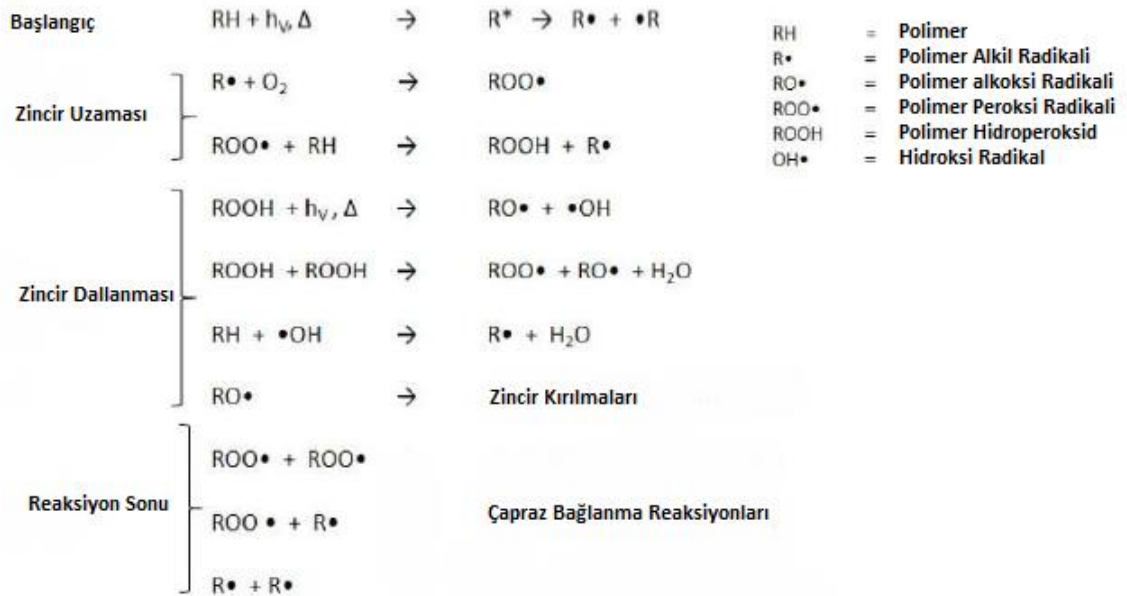 Başlangıç RH + hᵥ, Δ → R* → R• + •R
Zincir Uzaması
R• + O₂ → ROO•
ROO• + RH → ROOH + R•
Zincir Dallanması
ROOH + hᵥ, Δ → RO• + •OH
ROOH + ROOH → ROO• + RO• + H₂O
RH + •OH → R• + H₂O
RO• → Zincir Kırılmaları
Reaksiyon Sonu
ROO• + ROO•
ROO • + R•
R• + R•
Çapraz Bağlanma Reaksiyonları
RH = Polimer
R• = Polimer Alkil Radikali
RO• = Polimer alkoksi Radikali
ROO• = Polimer Peroksi Radikali
ROOH = Polimer Hidroperoksid
OH• = Hidroksi Radikal